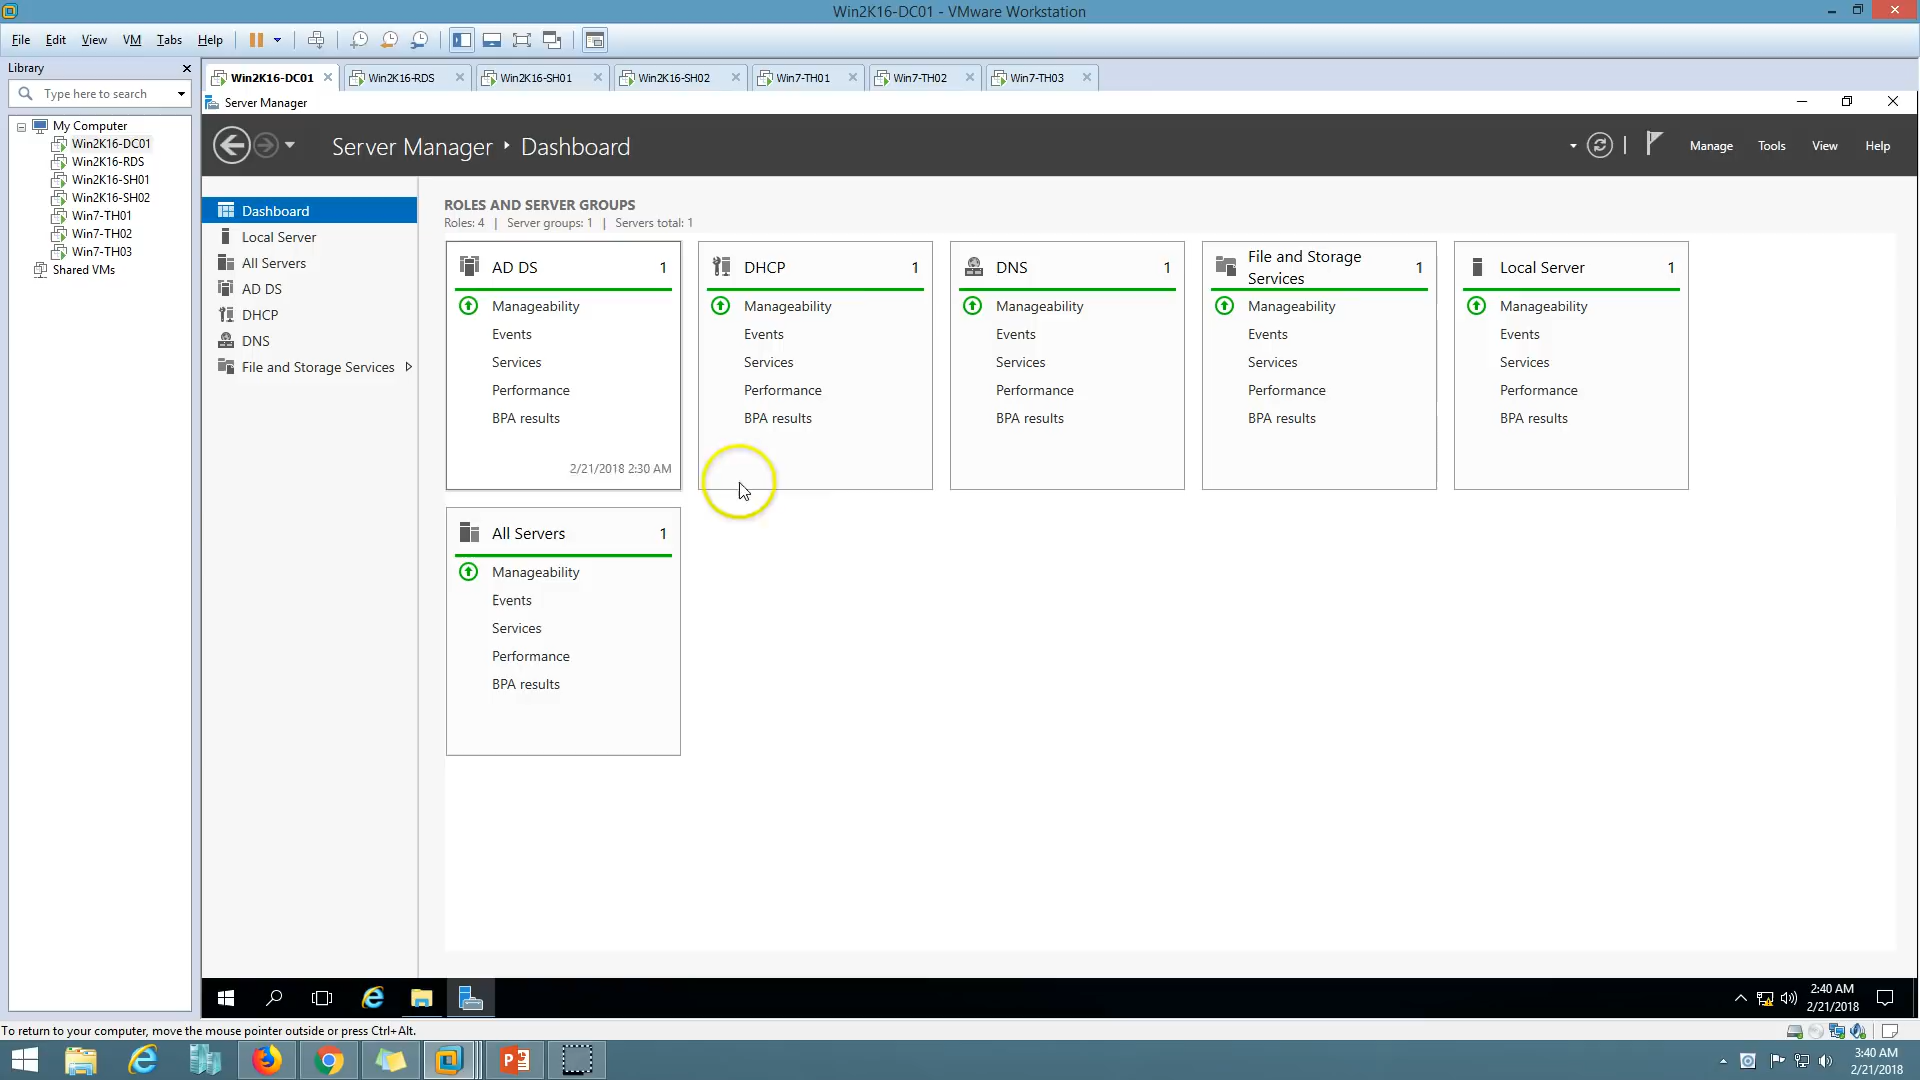 Win2K16-DC01 - VMware Workstation
File Edit View VM Tabs Help
Library
Type here to search
My Computer
Win2K16-DC01
Win2K16-RDS
Win2K16-SH01
Win2K16-SH02
Win7-TH01
Win7-TH02
Win7-TH03
Shared VMs
Win2K16-DC01 Win2K16-RDS Win2K16-SH01 Win2K16-SH02 Win7-TH01 Win7-TH02 Win7-TH03
Server Manager
Server Manager Dashboard
Manage Tools View Help
Dashboard
Local Server
All Servers
AD DS
DHCP
DNS
File and Storage Services
ROLES AND SERVER GROUPS
Roles: 4 | Server groups: 1 | Servers total: 1
AD DS 1
Manageability
Events
Services
Performance
BPA results
2/21/2018 2:30 AM
DHCP 1
Manageability
Events
Services
Performance
BPA results
DNS 1
Manageability
Events
Services
Performance
BPA results
File and Storage
Services 1
Manageability
Events
Services
Performance
BPA results
Local Server 1
Manageability
Events
Services
Performance
BPA results
All Servers 1
Manageability
Events
Services
Performance
BPA results
2:40 AM
2/21/2018
To return to your computer, move the mouse pointer outside or press Ctrl+Alt.
3:40 AM
2/21/2018